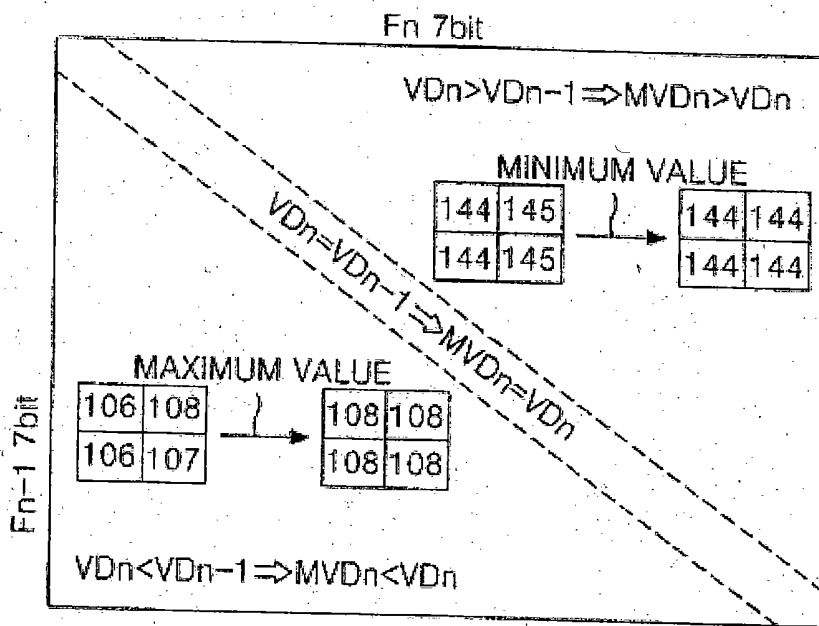 Fn 7bit
VDn>VDn-1⇒MVDn>VDn
MINIMUM VALUE
144 145 144 144
144 145 144 144
VDn=VDn-1⇒MVDn=VDn
MAXIMUM VALUE
106 108 108 108
106 107 108 108
Fn-1 7bit
VDn<VDn-1⇒MVDn<VDn